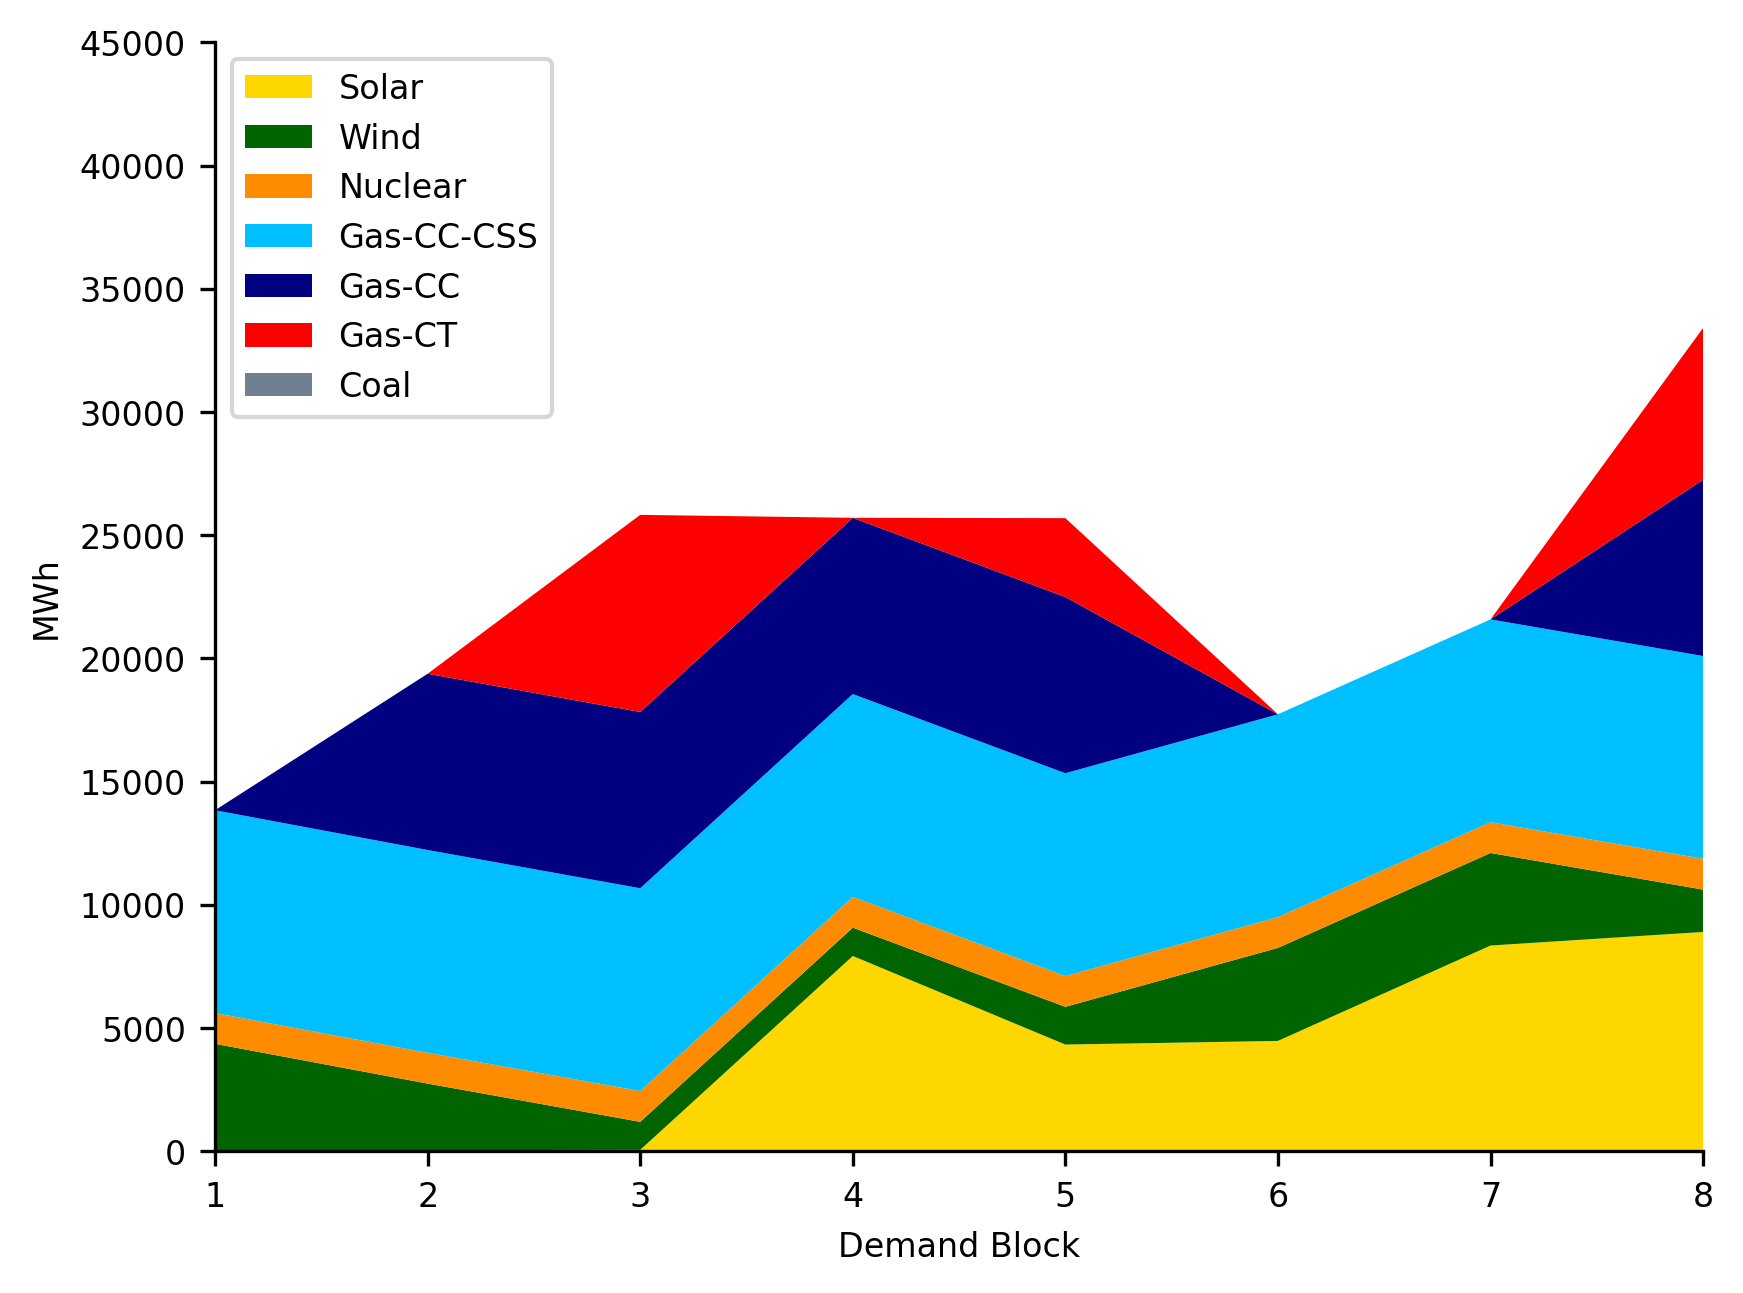 45000
40000
35000
30000
25000
20000
15000
10000
5000
0
MWh
Solar
Wind
Nuclear
Gas-CC-CSS
Gas-CC
Gas-CT
Coal
1 2 3 4 5 6 7 8
Demand Block